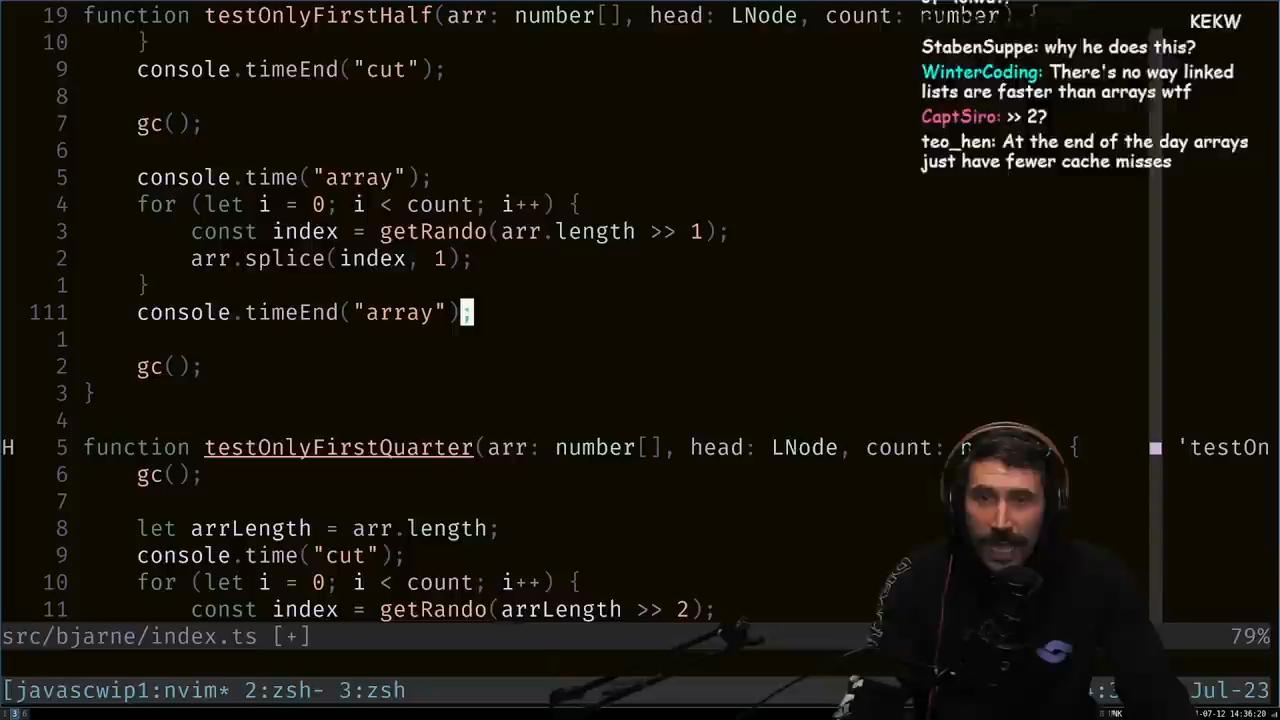 19 function testOnlyFirstHalf(arr: number[], head: LNode, count: number) {
10 }
9 console.timeEnd("cut");
8
7 gc();
6
5 console.time("array");
4 for (let i = 0; i < count; i++) {
3 const index = getRando(arr.length >> 1);
2 arr.splice(index, 1);
1 }
111 console.timeEnd("array");
1
2 gc();
3 }
4
H 5 function testOnlyFirstQuarter(arr: number[], head: LNode, count: {
■ 'testOn
6 gc();
7
8 let arrLength = arr.length;
9 console.time("cut");
10 for (let i = 0; i < count; i++) {
11 const index = getRando(arrLength >> 2);
src/bjarne/index.ts [+] 79%
[javascwip1:nvim* 2:zsh- 3:zsh Jul-23
KEKW
StabenSuppe: why he does this?
WinterCoding: There's no way linked
lists are faster than arrays wtf
CaptSiro: >> 2?
teo_hen: At the end of the day arrays
just have fewer cache misses
14:36:20